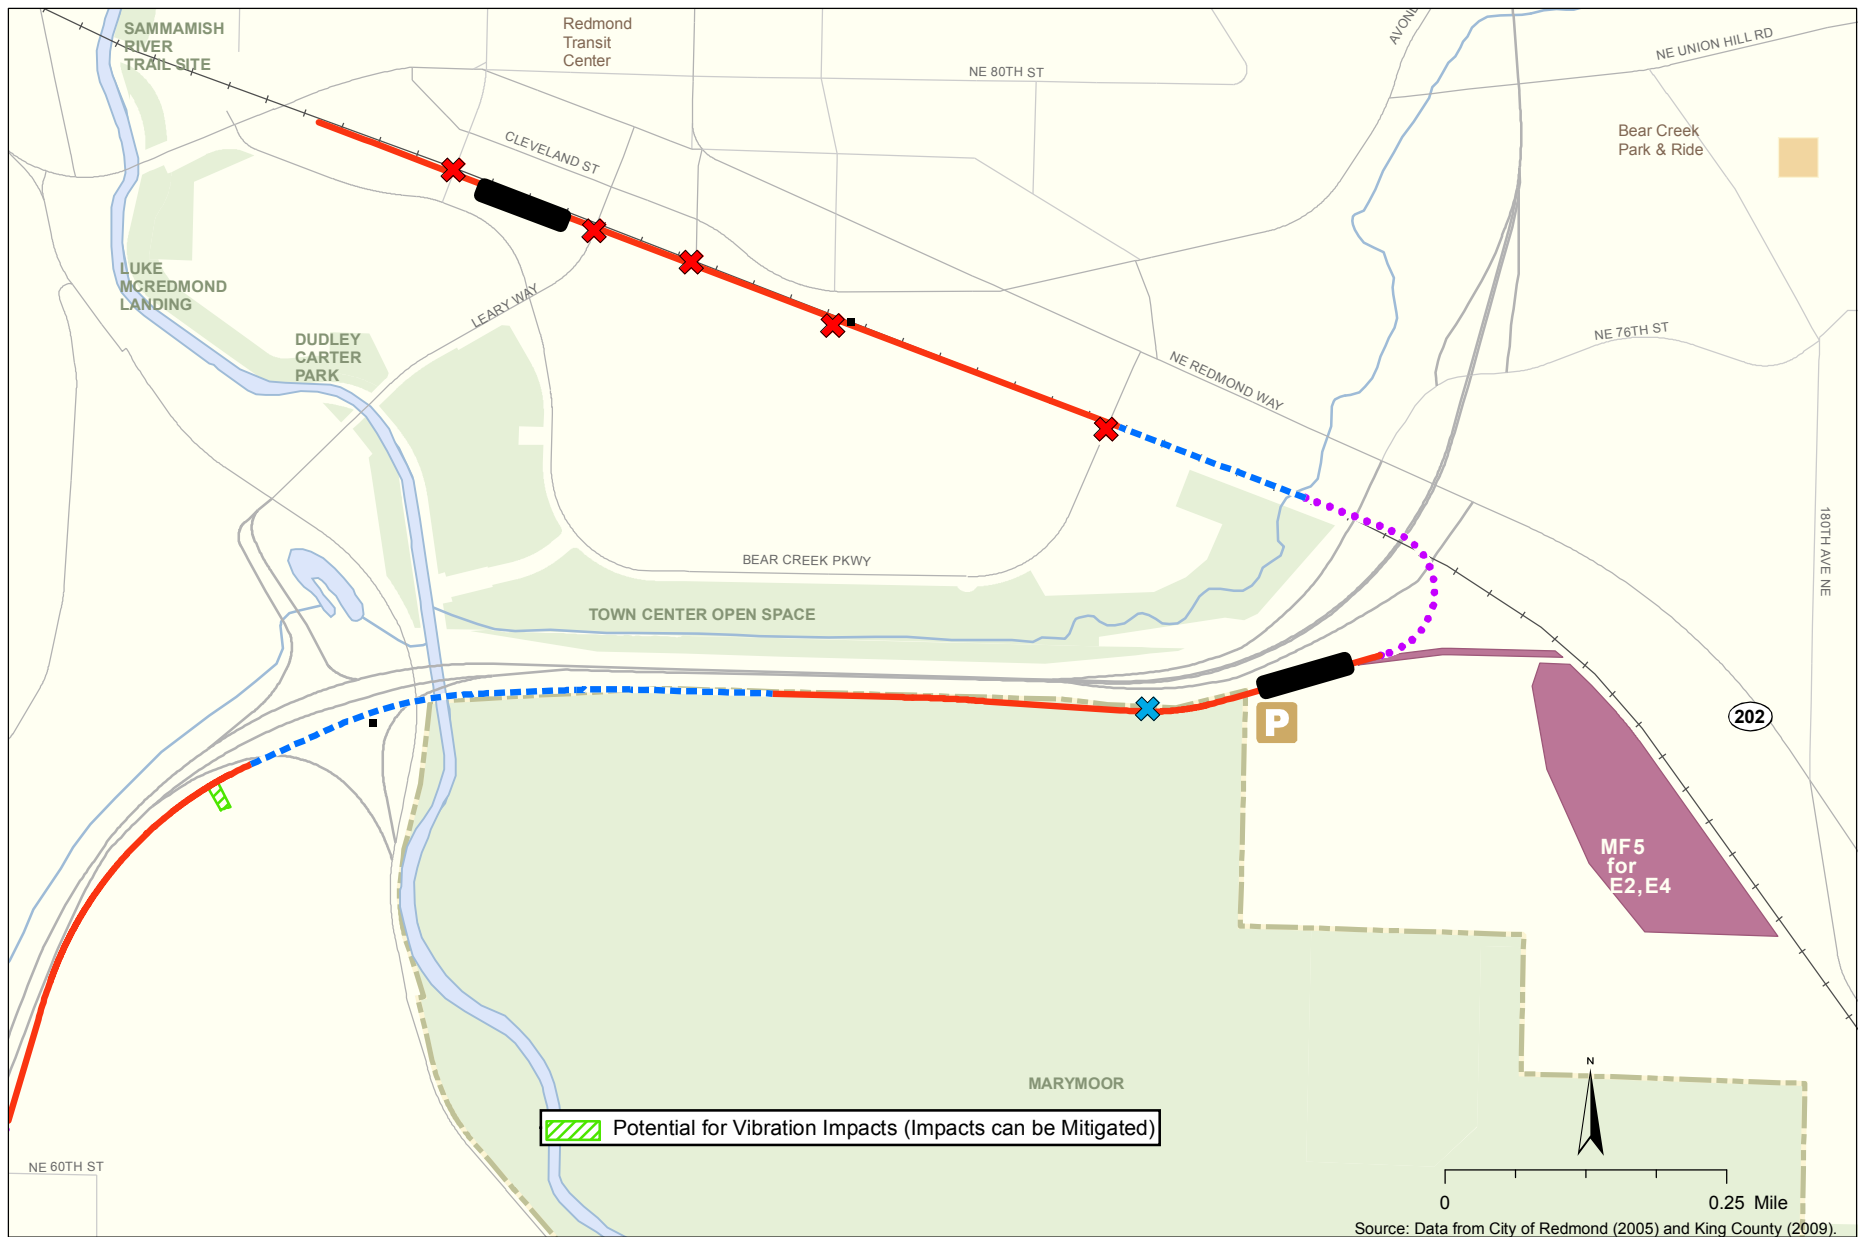 SAMMAMISH
RIVER
TRAIL SITE
Redmond
Transit
Center
NE 80TH ST
NE UNION HILL RD
Bear Creek
Park & Ride
CLEVELAND ST
LUKE
MCREDMOND
LANDING
LEARY WAY
DUDLEY
CARTER
PARK
NE 76TH ST
NE REDMOND WAY
180TH AVE NE
BEAR CREEK PKWY
TOWN CENTER OPEN SPACE
P
202
MF5
for
E2,E4
MARYMOOR
N
Potential for Vibration Impacts (Impacts can be Mitigated)
NE 60TH ST
0
0.25 Mile
Source: Data from City of Redmond (2005) and King County (2009).